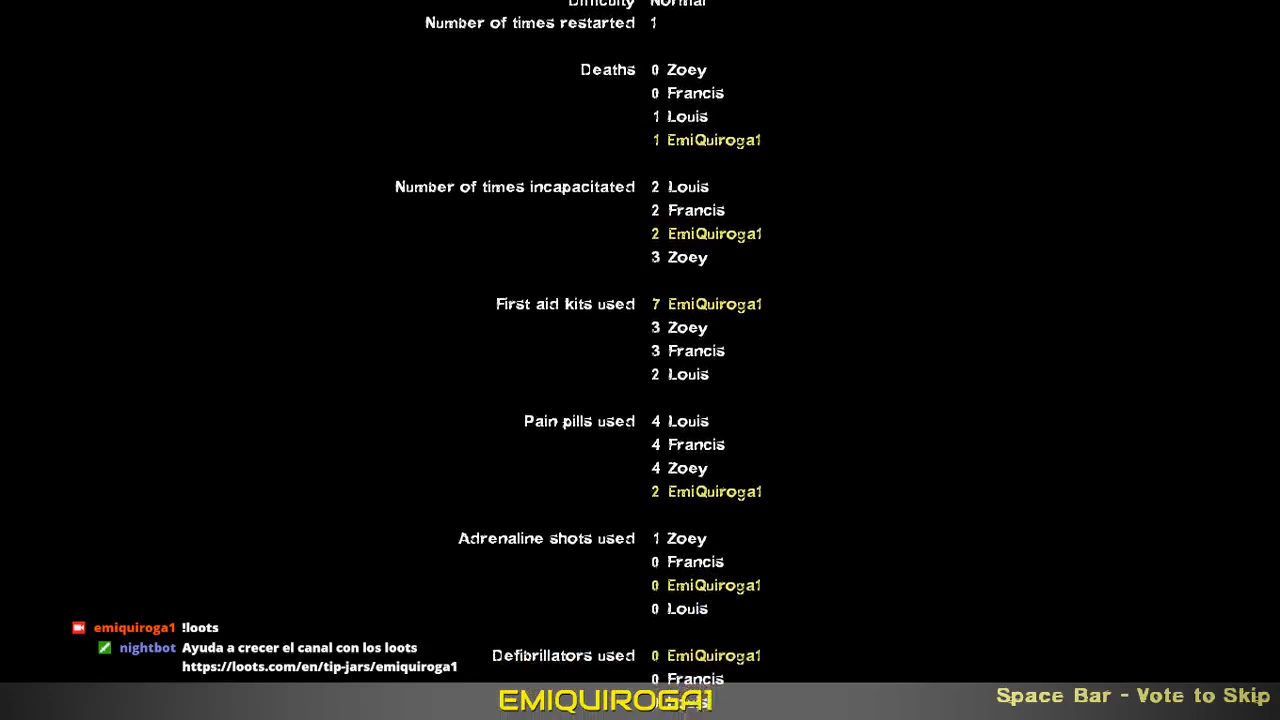 Difficulty Normal
Number of times restarted 1
Deaths 0 Zoey
0 Francis
1 Louis
1 EmiQuiroga1
Number of times incapacitated 2 Louis
2 Francis
2 EmiQuiroga1
3 Zoey
First aid kits used 7 EmiQuiroga1
3 Zoey
3 Francis
2 Louis
Pain pills used 4 Louis
4 Francis
4 Zoey
2 EmiQuiroga1
Adrenaline shots used 1 Zoey
0 Francis
0 EmiQuiroga1
0 Louis
emiquiroga1 !loots
nightbot Ayuda a crecer el canal con los loots
https://loots.com/en/tip-jars/emiquiroga1
Defibrillators used 0 EmiQuiroga1
0 Francis
EMIQUIROGA1
Space Bar - Vote to Skip